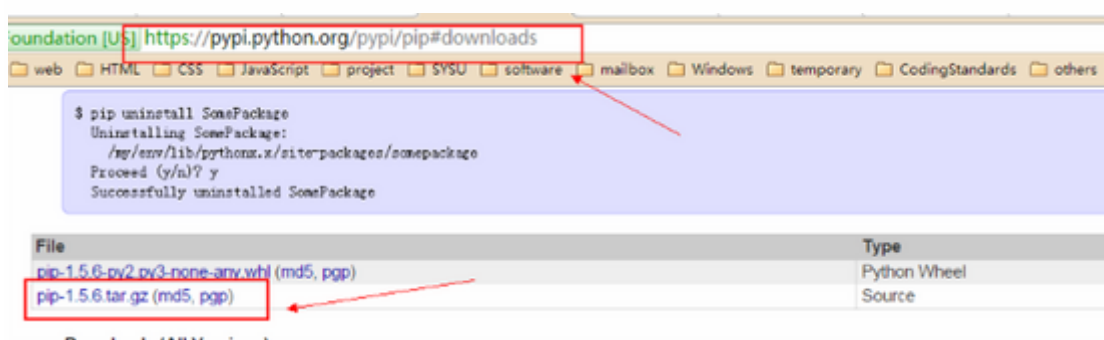 Foundation [US] https://pypi.python.org/pypi/pip#downloads
web HTML CSS JavaScript project SYSU software mailbox Windows temporary CodingStandards others
$ pip uninstall SomePackage
Uninstalling SomePackage:
/my/env/lib/pythonx.x/site-packages/somepackage
Proceed (y/n)? y
Successfully uninstalled SomePackage
File Type
pip-1.5.6-py2.py3-none-any.whl (md5, pgp) Python Wheel
pip-1.5.6.tar.gz (md5, pgp) Source